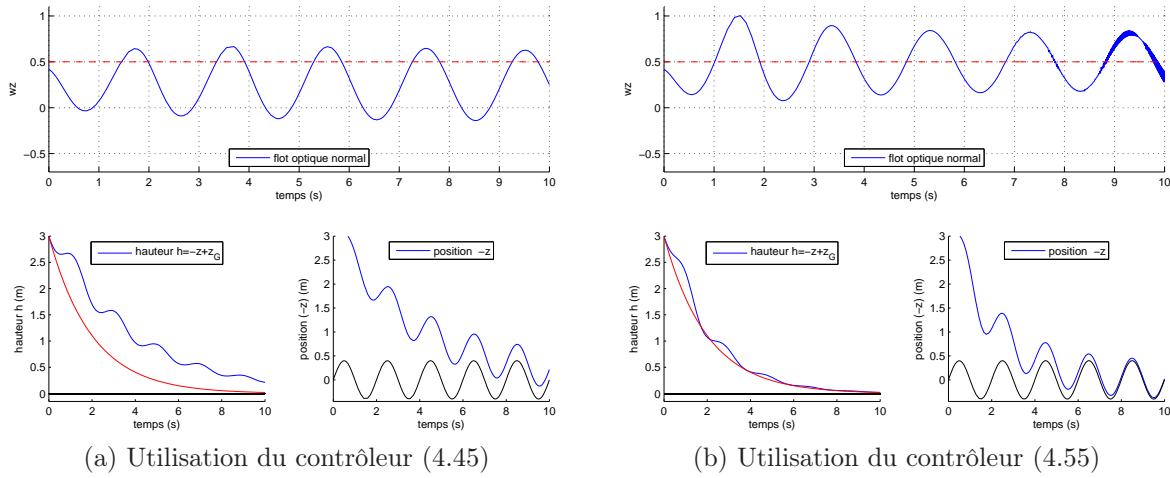 1
0.5
0
−0.5
wz
0 1 2 3 4 5 6 7 8 9 10
temps (s)
flot optique normal
3
2.5
2
1.5
1
0.5
0
hauteur h (m)
0 2 4 6 8 10
temps (s)
hauteur h=−z+zG
3
2.5
2
1.5
1
0.5
0
position (−z) (m)
0 2 4 6 8 10
temps (s)
position −z
(a) Utilisation du contrôleur (4.45)
1
0.5
0
−0.5
wz
0 1 2 3 4 5 6 7 8 9 10
temps (s)
flot optique normal
3
2.5
2
1.5
1
0.5
0
hauteur h (m)
0 2 4 6 8 10
temps (s)
hauteur h=−z+zG
3
2.5
2
1.5
1
0.5
0
position (−z) (m)
0 2 4 6 8 10
temps (s)
position −z
(b) Utilisation du contrôleur (4.55)